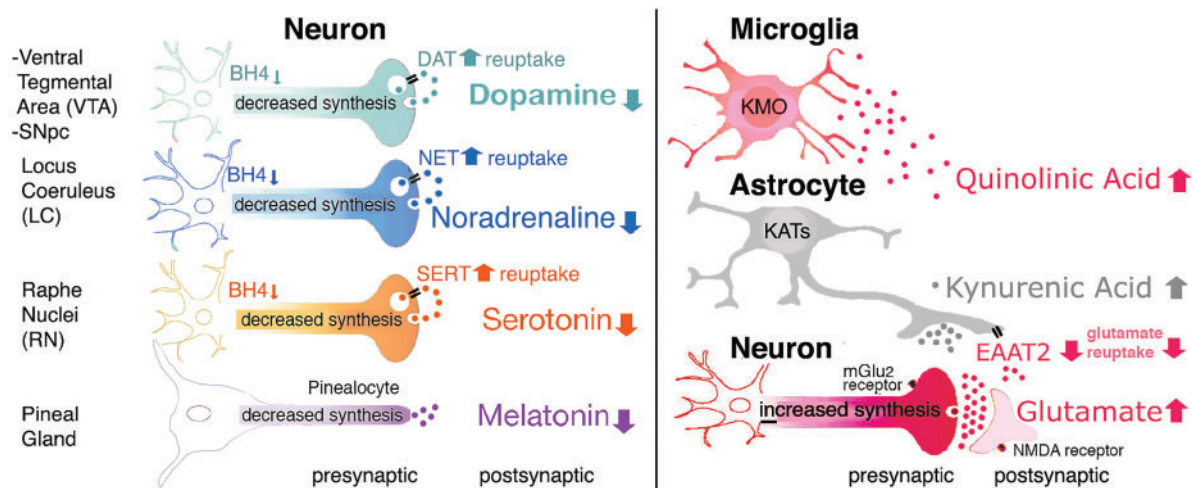 Neuron
-Ventral
Tegmental
Area (VTA)
-SNpc
BH4
DAT reuptake
decreased synthesis
Dopamine
Locus
Coeruleus
(LC)
BH4
NET reuptake
decreased synthesis
Noradrenaline
Raphe
Nuclei
(RN)
BH4
SERT reuptake
decreased synthesis
Serotonin
Pineal
Gland
Pinealocyte
decreased synthesis
Melatonin
presynaptic postsynaptic
Microglia
KMO
Quinolinic Acid
Astrocyte
KATs
Kynurenic Acid
EAAT2
glutamate
reuptake
Neuron
mGlu2
receptor
increased synthesis
Glutamate
NMDA receptor
presynaptic postsynaptic